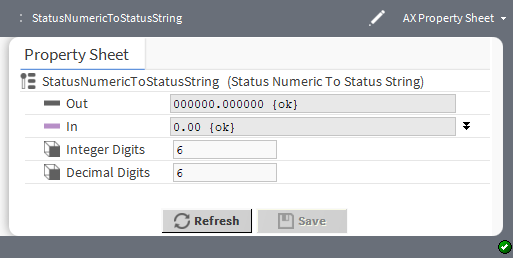 StatusNumericToStatusString
AX Property Sheet
Property Sheet
StatusNumericToStatusString (Status Numeric To Status String)
Out 000000.000000 {ok}
In 0.00 {ok}
Integer Digits 6
Decimal Digits 6
Refresh Save